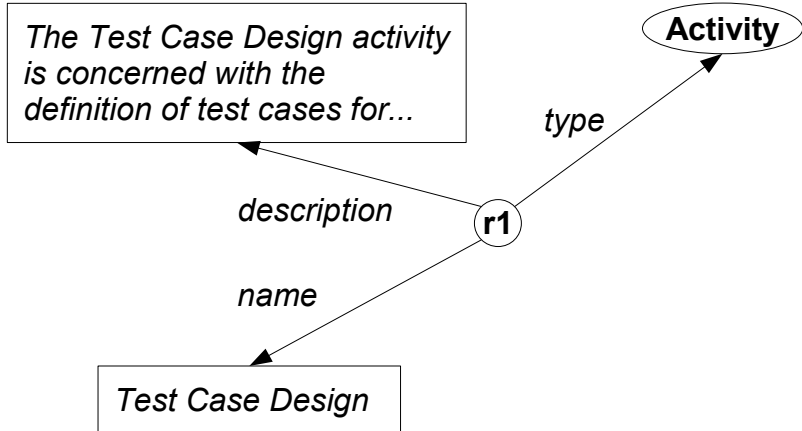 The Test Case Design activity
is concerned with the
definition of test cases for...
Activity
type
description
r1
name
Test Case Design